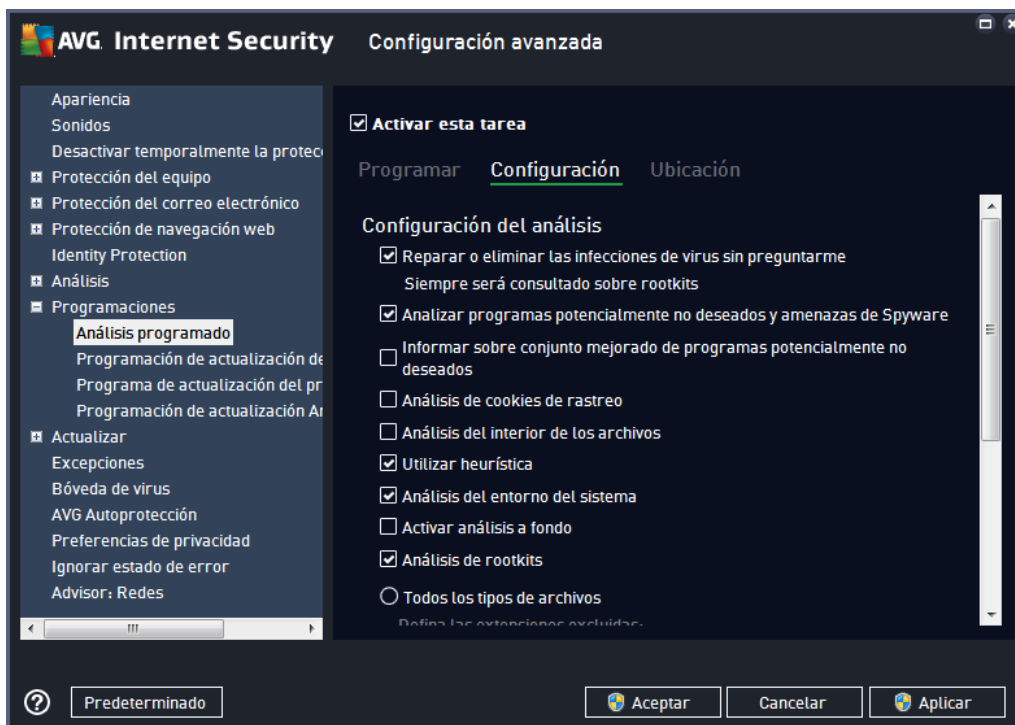 AVG. Internet Security
Configuración avanzada
Apariencia
Sonidos
Desactivar temporalmente la protec
Protección del equipo
Protección del correo electrónico
Protección de navegación web
Identity Protection
Análisis
Programaciones
Análisis programado
Programación de actualización de
Programa de actualización del pr
Programación de actualización An
Actualizar
Excepciones
Bóveda de virus
AVG Autoprotección
Preferencias de privacidad
Ignorar estado de error
Advisor: Redes
Activar esta tarea
Programar Configuración Ubicación
Configuración del análisis
Reparar o eliminar las infecciones de virus sin preguntarme
Siempre será consultado sobre rootkits
Analizar programas potencialmente no deseados y amenazas de Spyware
Informar sobre conjunto mejorado de programas potencialmente no
deseados
Análisis de cookies de rastreo
Análisis del interior de los archivos
Utilizar heurística
Análisis del entorno del sistema
Activar análisis a fondo
Análisis de rootkits
Todos los tipos de archivos
Defina las extensiones excluidas:
Predeterminado
Aceptar
Cancelar
Aplicar